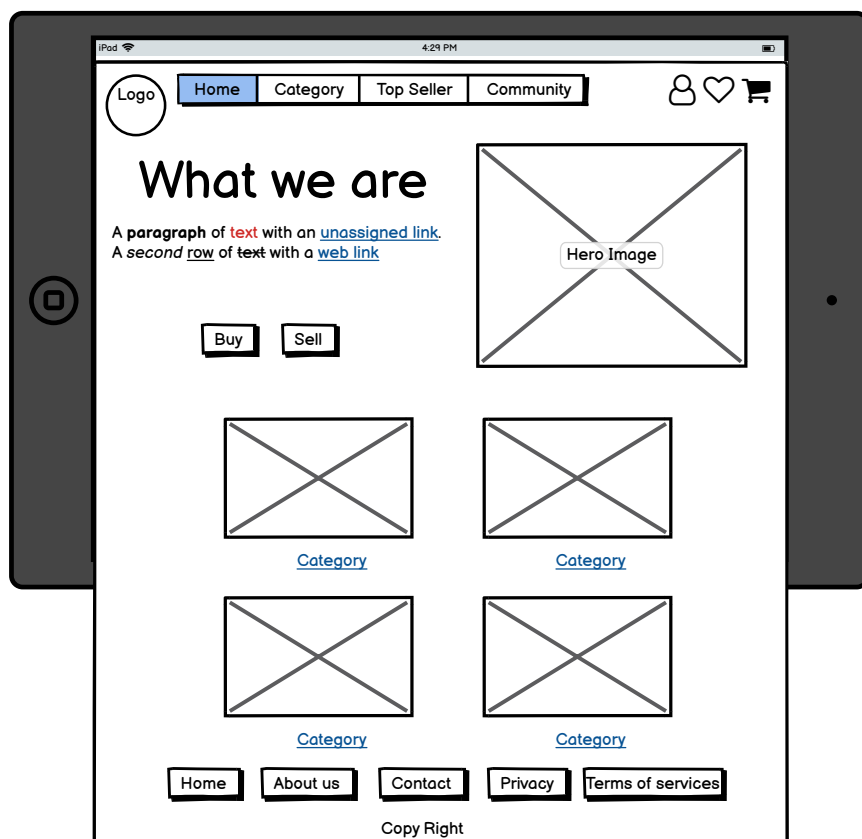 iPad 4:29 PM
Logo Home Category Top Seller Community
What we are
A paragraph of text with an unassigned link.
A second row of text with a web link
Hero Image
Buy Sell
Category Category
Category Category
Home About us Contact Privacy Terms of services
Copy Right